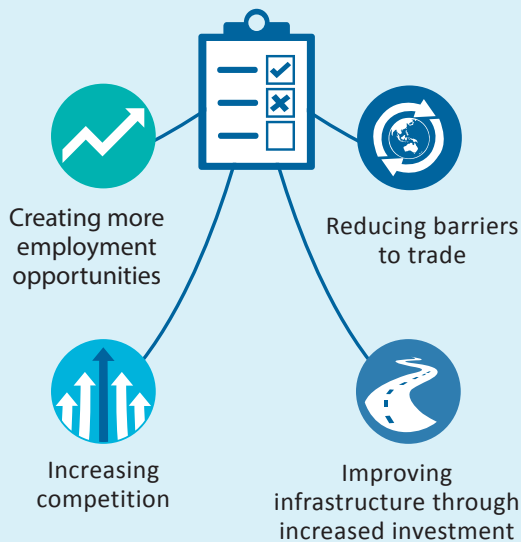 Creating more
employment
opportunities
Reducing barriers
to trade
Increasing
competition
Improving
infrastructure through
increased investment